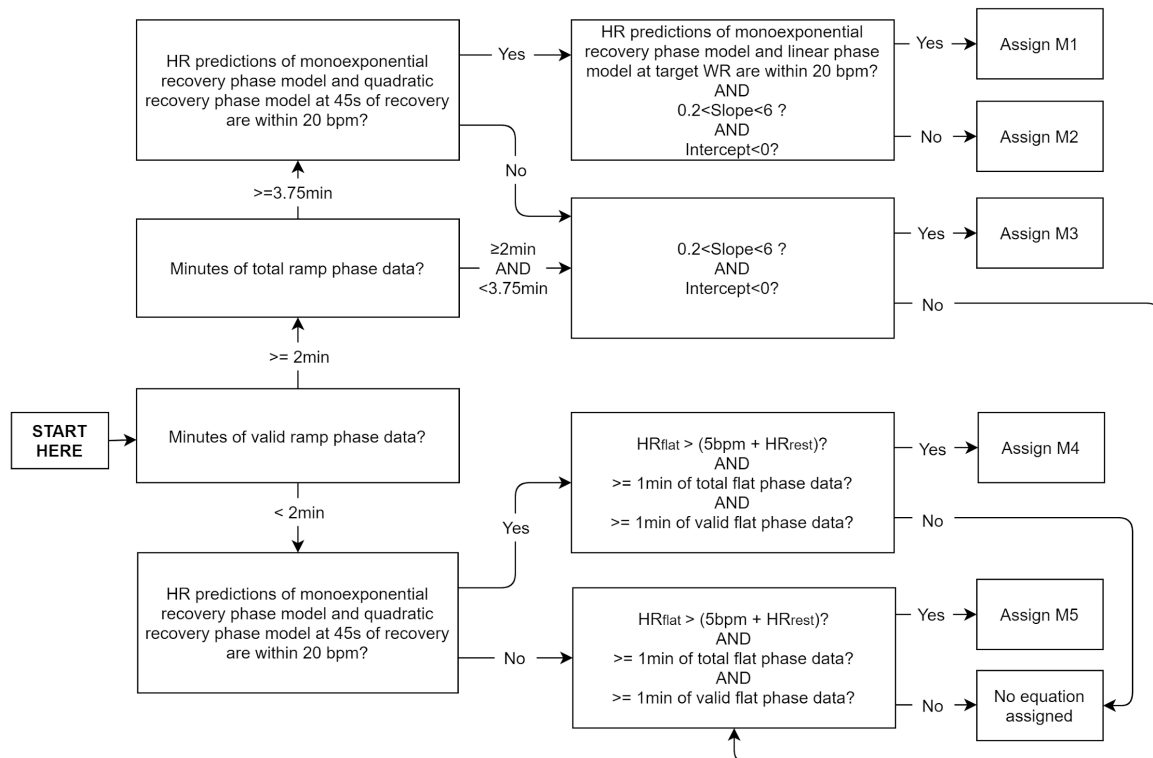 HR predictions of monoexponential
recovery phase model and quadratic
recovery phase model at 45s of recovery
are within 20 bpm?
Yes
HR predictions of monoexponential
recovery phase model and linear phase
model at target WR are within 20 bpm?
AND
0.2<Slope<6 ?
AND
Intercept<0?
Yes
Assign M1
No
Assign M2
No
>=3.75min
Minutes of total ramp phase data?
≥2min
AND
<3.75min
0.2<Slope<6 ?
AND
Intercept<0?
Yes
Assign M3
No
>= 2min
START
HERE
Minutes of valid ramp phase data?
< 2min
HR predictions of monoexponential
recovery phase model and quadratic
recovery phase model at 45s of recovery
are within 20 bpm?
Yes
HRflat > (5bpm + HRrest)?
AND
>= 1min of total flat phase data?
AND
>= 1min of valid flat phase data?
Yes
Assign M4
No
No
HRflat > (5bpm + HRrest)?
AND
>= 1min of total flat phase data?
AND
>= 1min of valid flat phase data?
Yes
Assign M5
No
No equation
assigned